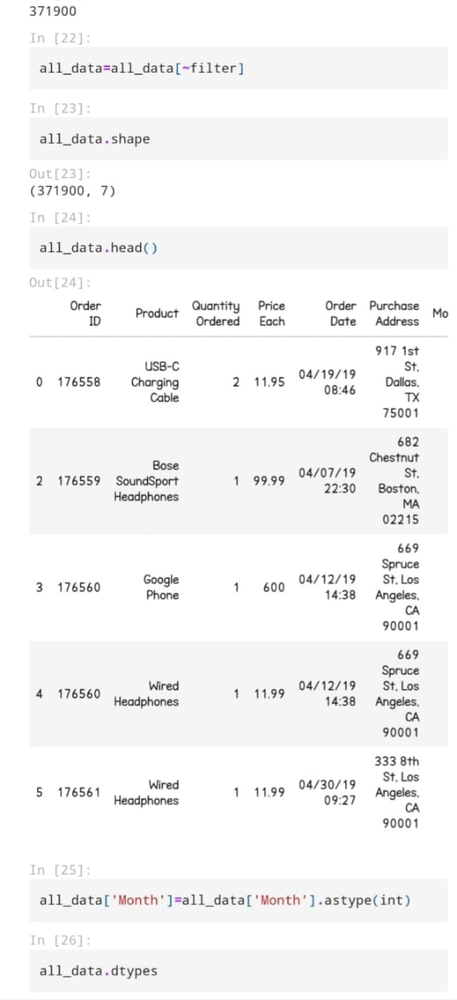 371900
In [22]:
all_data=all_data[~filter]
In [23]:
all_data.shape
Out[23]:
(371900, 7)
In [24]:
all_data.head()
Out[24]:
Order ID Product Quantity Ordered Price Each Order Date Purchase Address Mo
0 176558 USB-C Charging Cable 2 11.95 04/19/19 08:46 917 1st St, Dallas, TX 75001
2 176559 Bose SoundSport Headphones 1 99.99 04/07/19 22:30 682 Chestnut St, Boston, MA 02215
3 176560 Google Phone 1 600 04/12/19 14:38 669 Spruce St, Los Angeles, CA 90001
4 176560 Wired Headphones 1 11.99 04/12/19 14:38 669 Spruce St, Los Angeles, CA 90001
5 176561 Wired Headphones 1 11.99 04/30/19 09:27 333 8th St, Los Angeles, CA 90001
In [25]:
all_data['Month']=all_data['Month'].astype(int)
In [26]:
all_data.dtypes